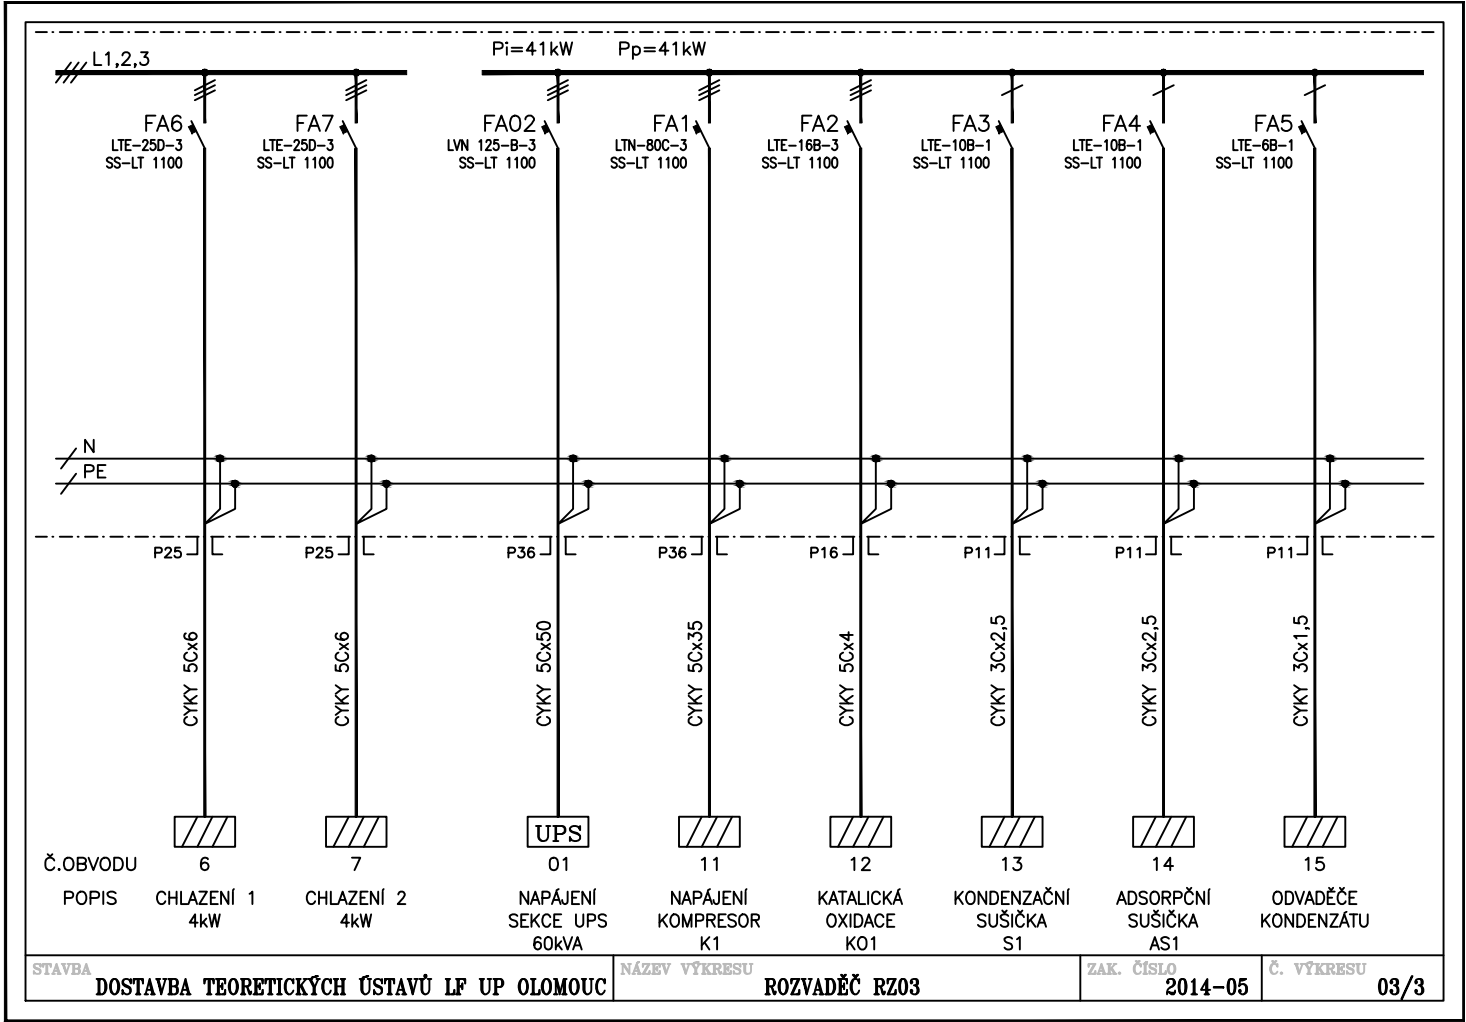 Pi=41kW Pp=41kW
L1,2,3
FA6 FA7 FA02 FA1 FA2 FA3 FA4 FA5
LTE-25D-3 LTE-25D-3 LVN 125-B-3 LTN-80C-3 LTE-16B-3 LTE-10B-1 LTE-10B-1 LTE-6B-1
SS-LT 1100 SS-LT 1100 SS-LT 1100 SS-LT 1100 SS-LT 1100 SS-LT 1100 SS-LT 1100 SS-LT 1100
N
PE
P25 P25 P36 P36 P16 P11 P11 P11
CYKY 5Cx6
CYKY 5Cx6
CYKY 5Cx50
CYKY 5Cx35
CYKY 5Cx4
CYKY 3Cx2,5
CYKY 3Cx2,5
CYKY 3Cx1,5
UPS
Č.OBVODU 6 7 01 11 12 13 14 15
POPIS CHLAZENÍ 1 CHLAZENÍ 2 NAPÁJENÍ NAPÁJENÍ KATALICKÁ KONDENZAČNÍ ADSORPČNÍ ODVADĚČE
4kW 4kW SEKCE UPS KOMPRESOR OXIDACE SUŠIČKA SUŠIČKA KONDENZÁTU
60kVA K1 KO1 S1 AS1
STAVBA NÁZEV VÝKRESU ZAK. ČÍSLO Č. VÝKRESU
DOSTAVBA TEORETICKÝCH ÚSTAVŮ LF UP OLOMOUC ROZVADĚČ RZ03 2014-05 03/3